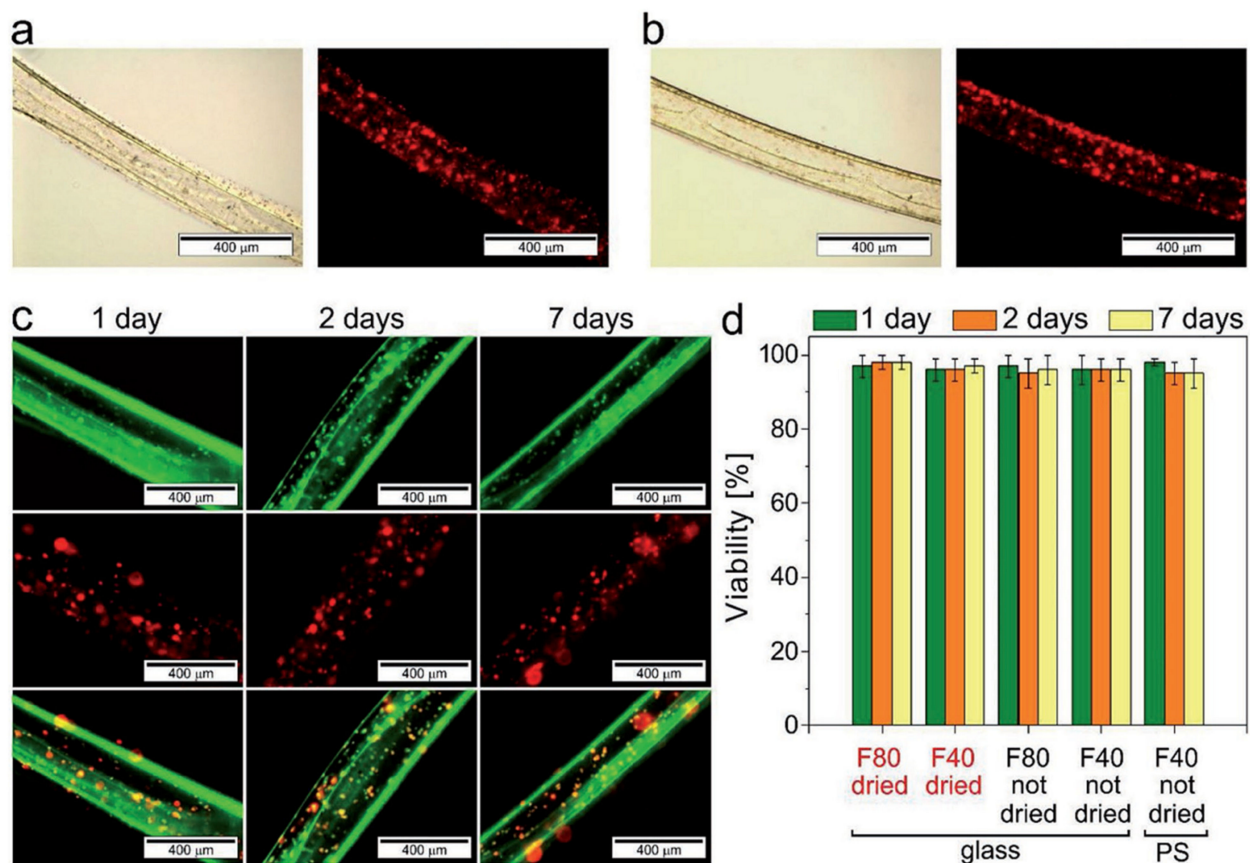 a
b
400 µm
400 µm
400 µm
400 µm
c
1 day
2 days
7 days
400 µm
400 µm
400 µm
400 µm
400 µm
400 µm
400 µm
400 µm
400 µm
d
1 day
2 days
7 days
Viability [%]
100
80
60
40
20
0
F80
dried
F40
dried
F80
not
dried
F40
not
dried
F40
not
dried
glass
PS